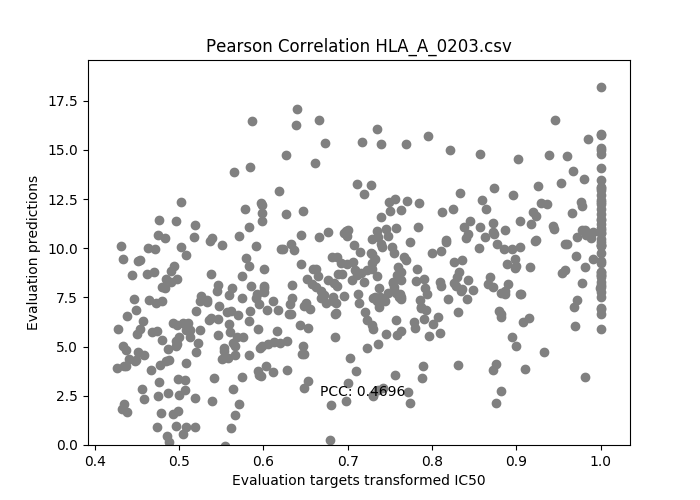 Pearson Correlation HLA_A_0203.csv
17.5
15.0
12.5
10.0
7.5
5.0
2.5
0.0
Evaluation predictions
PCC: 0.4696
0.4 0.5 0.6 0.7 0.8 0.9 1.0
Evaluation targets transformed IC50